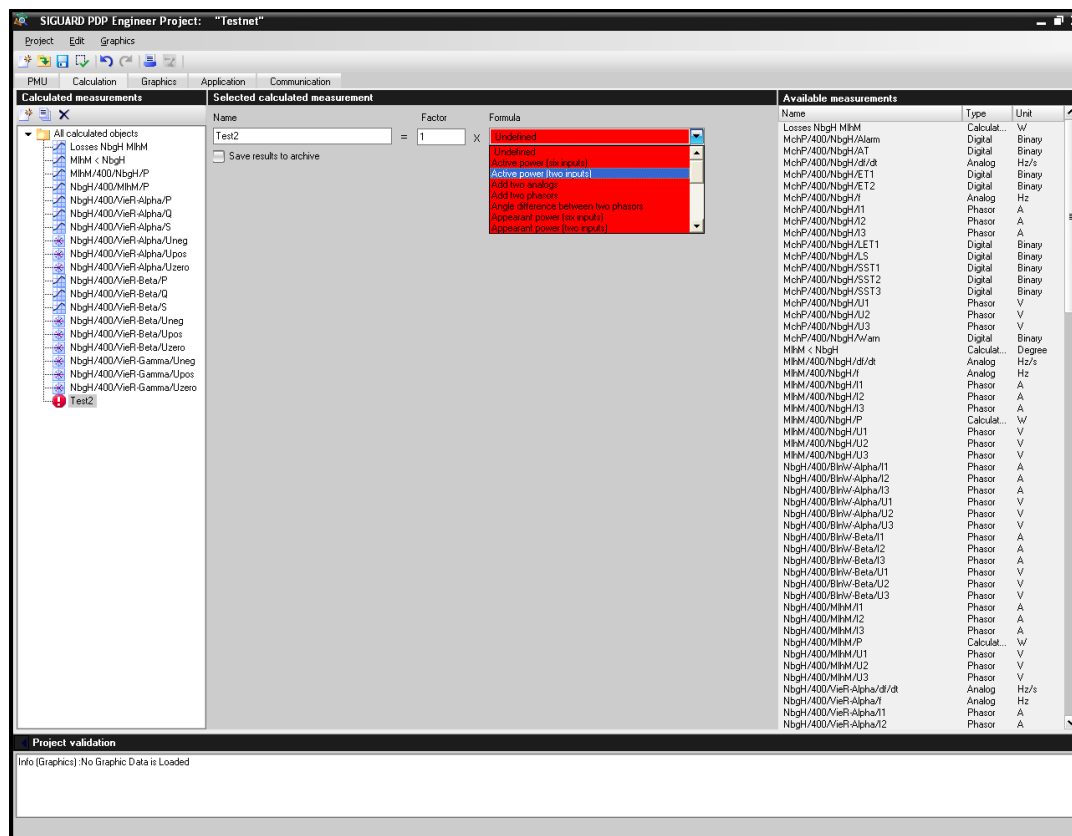 SIGUARD PDP Engineer Project: "Testnet"
Project Edit Graphics
PMU Calculation Graphics Application Communication
Calculated measurements
All calculated objects
Losses NbgH MlhM
MlhM < NbgH
MlhM/400/NbgH/P
NbgH/400/MlhM/P
NbgH/400/VieR-Alpha/P
NbgH/400/VieR-Alpha/Q
NbgH/400/VieR-Alpha/S
NbgH/400/VieR-Alpha/Uneg
NbgH/400/VieR-Alpha/Upos
NbgH/400/VieR-Alpha/Uzero
NbgH/400/VieR-Beta/P
NbgH/400/VieR-Beta/Q
NbgH/400/VieR-Beta/S
NbgH/400/VieR-Beta/Uneg
NbgH/400/VieR-Beta/Upos
NbgH/400/VieR-Beta/Uzero
NbgH/400/VieR-Gamma/Uneg
NbgH/400/VieR-Gamma/Upos
NbgH/400/VieR-Gamma/Uzero
Test2
Selected calculated measurement
Name Factor Formula
Test2 = 1 X Undefined
Save results to archive
Undefined
Active power (six inputs)
Active power (two inputs)
Add two analogs
Add two phasors
Angle difference between two phasors
Appearant power (six inputs)
Appearant power (two inputs)
Available measurements
Name Type Unit
Losses NbgH MlhM Calculat... W
MchP/400/NbgH/Alarm Digital Binary
MchP/400/NbgH/AT Digital Binary
MchP/400/NbgH/df/dt Analog Hz/s
MchP/400/NbgH/ET1 Digital Binary
MchP/400/NbgH/ET2 Digital Binary
MchP/400/NbgH/f Analog Hz
MchP/400/NbgH/I1 Phasor A
MchP/400/NbgH/I2 Phasor A
MchP/400/NbgH/I3 Phasor A
MchP/400/NbgH/LET1 Digital Binary
MchP/400/NbgH/LS Digital Binary
MchP/400/NbgH/SST1 Digital Binary
MchP/400/NbgH/SST2 Digital Binary
MchP/400/NbgH/SST3 Digital Binary
MchP/400/NbgH/U1 Phasor V
MchP/400/NbgH/U2 Phasor V
MchP/400/NbgH/U3 Phasor V
MchP/400/NbgH/Warn Digital Binary
MlhM < NbgH Calculat... Degree
MlhM/400/NbgH/df/dt Analog Hz/s
MlhM/400/NbgH/f Analog Hz
MlhM/400/NbgH/I1 Phasor A
MlhM/400/NbgH/I2 Phasor A
MlhM/400/NbgH/I3 Phasor A
MlhM/400/NbgH/P Calculat... W
MlhM/400/NbgH/U1 Phasor V
MlhM/400/NbgH/U2 Phasor V
MlhM/400/NbgH/U3 Phasor V
NbgH/400/BlnW-Alpha/I1 Phasor A
NbgH/400/BlnW-Alpha/I2 Phasor A
NbgH/400/BlnW-Alpha/I3 Phasor A
NbgH/400/BlnW-Alpha/U1 Phasor V
NbgH/400/BlnW-Alpha/U2 Phasor V
NbgH/400/BlnW-Alpha/U3 Phasor V
NbgH/400/BlnW-Beta/I1 Phasor A
NbgH/400/BlnW-Beta/I2 Phasor A
NbgH/400/BlnW-Beta/I3 Phasor A
NbgH/400/BlnW-Beta/U1 Phasor V
NbgH/400/BlnW-Beta/U2 Phasor V
NbgH/400/BlnW-Beta/U3 Phasor V
NbgH/400/MlhM/I1 Phasor A
NbgH/400/MlhM/I2 Phasor A
NbgH/400/MlhM/I3 Phasor A
NbgH/400/MlhM/P Calculat... W
NbgH/400/MlhM/U1 Phasor V
NbgH/400/MlhM/U2 Phasor V
NbgH/400/MlhM/U3 Phasor V
NbgH/400/VieR-Alpha/df/dt Analog Hz/s
NbgH/400/VieR-Alpha/f Analog Hz
NbgH/400/VieR-Alpha/I1 Phasor A
NbgH/400/VieR-Alpha/I2 Phasor A
Project validation
Info (Graphics) :No Graphic Data is Loaded